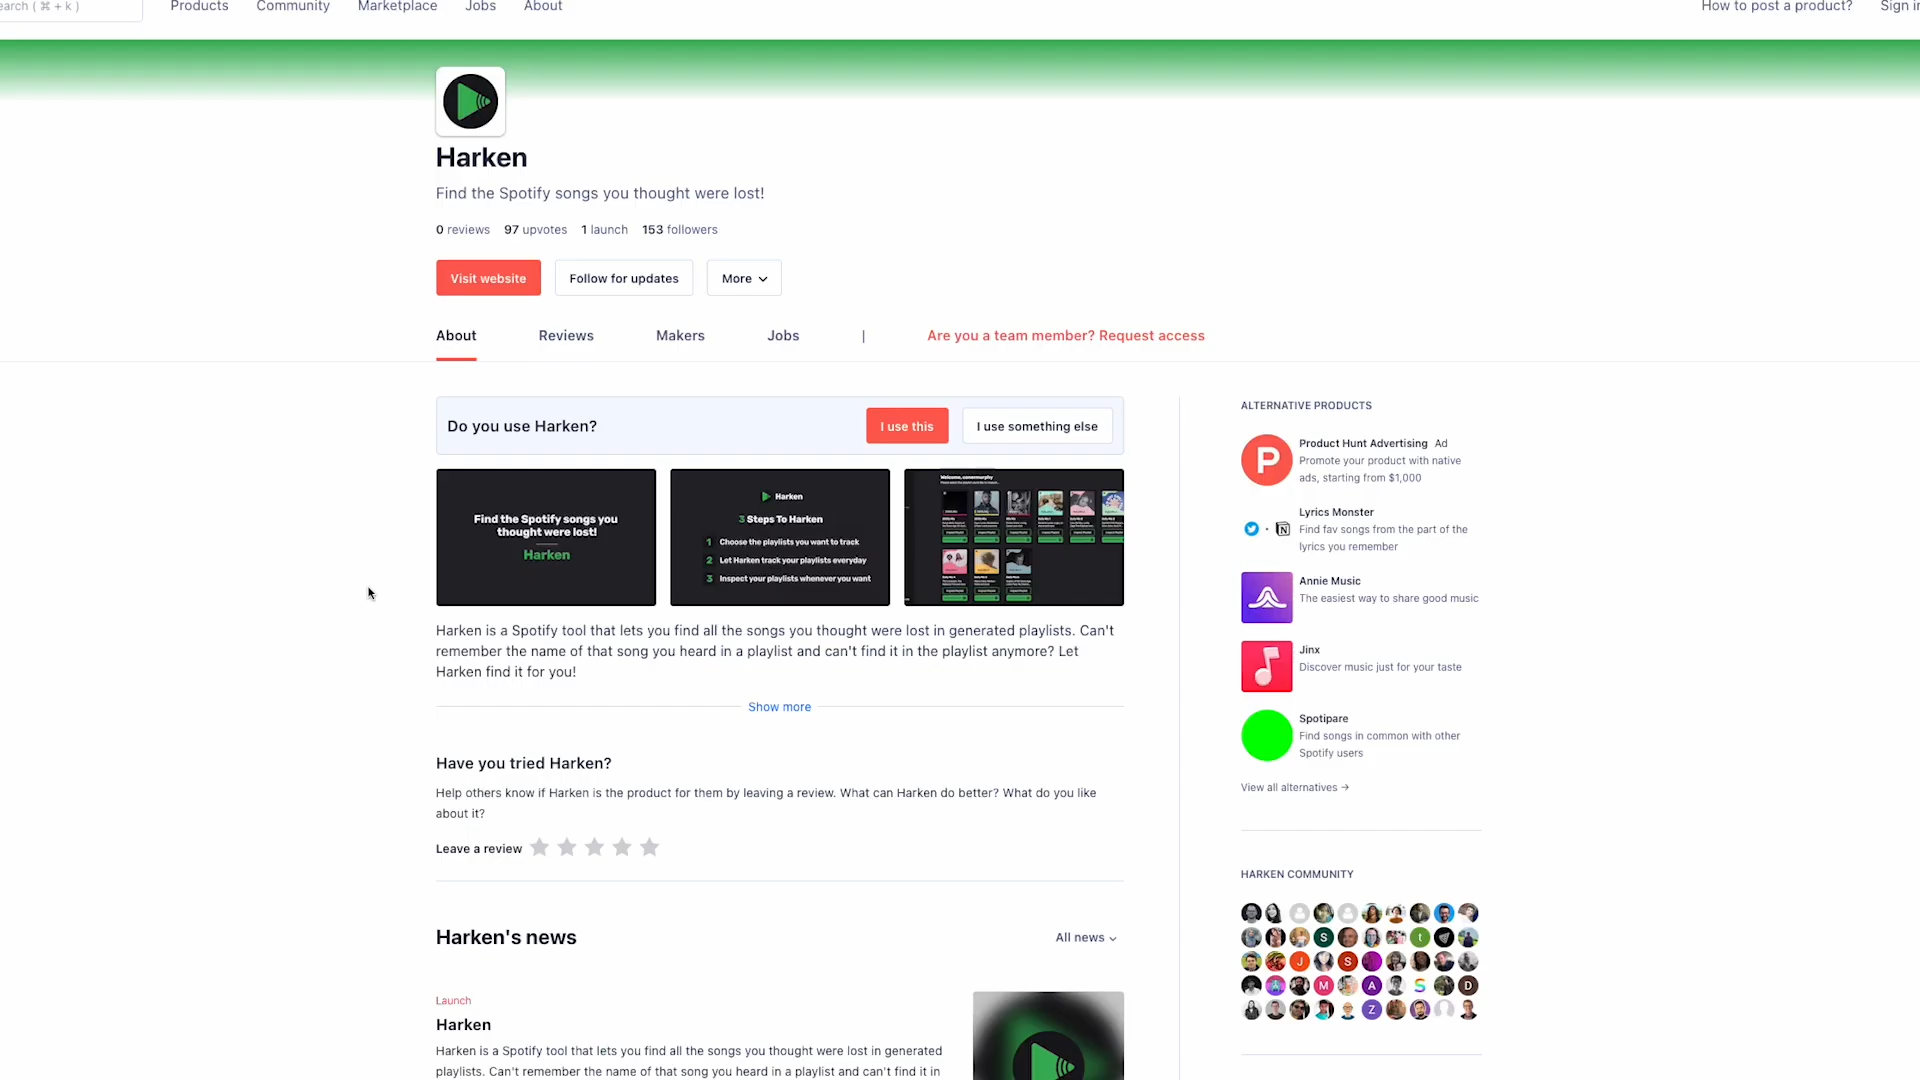 earch ( ⌘ + k )
Products
Community
Marketplace
Jobs
About
How to post a product?
Sign i
Harken
Find the Spotify songs you thought were lost!
0 reviews 97 upvotes 1 launch 153 followers
Visit website
Follow for updates
More
About
Reviews
Makers
Jobs
|
Are you a team member? Request access
Do you use Harken?
I use this
I use something else
Find the Spotify songs you
thought were lost!
Harken
Harken
3 Steps To Harken
1 Choose the playlists you want to track
2 Let Harken track your playlists everyday
3 Inspect your playlists whenever you want
Welcome, conermurphy
Harken is a Spotify tool that lets you find all the songs you thought were lost in generated playlists. Can't
remember the name of that song you heard in a playlist and can't find it in the playlist anymore? Let
Harken find it for you!
Show more
Have you tried Harken?
Help others know if Harken is the product for them by leaving a review. What can Harken do better? What do you like
about it?
Leave a review
Harken's news
All news
Launch
Harken
Harken is a Spotify tool that lets you find all the songs you thought were lost in generated
playlists. Can't remember the name of that song you heard in a playlist and can't find it in
ALTERNATIVE PRODUCTS
P
Product Hunt Advertising Ad
Promote your product with native
ads, starting from $1,000
N
Lyrics Monster
Find fav songs from the part of the
lyrics you remember
Annie Music
The easiest way to share good music
Jinx
Discover music just for your taste
Spotipare
Find songs in common with other
Spotify users
View all alternatives →
HARKEN COMMUNITY
S
t
J
S
M
A
S
D
Z